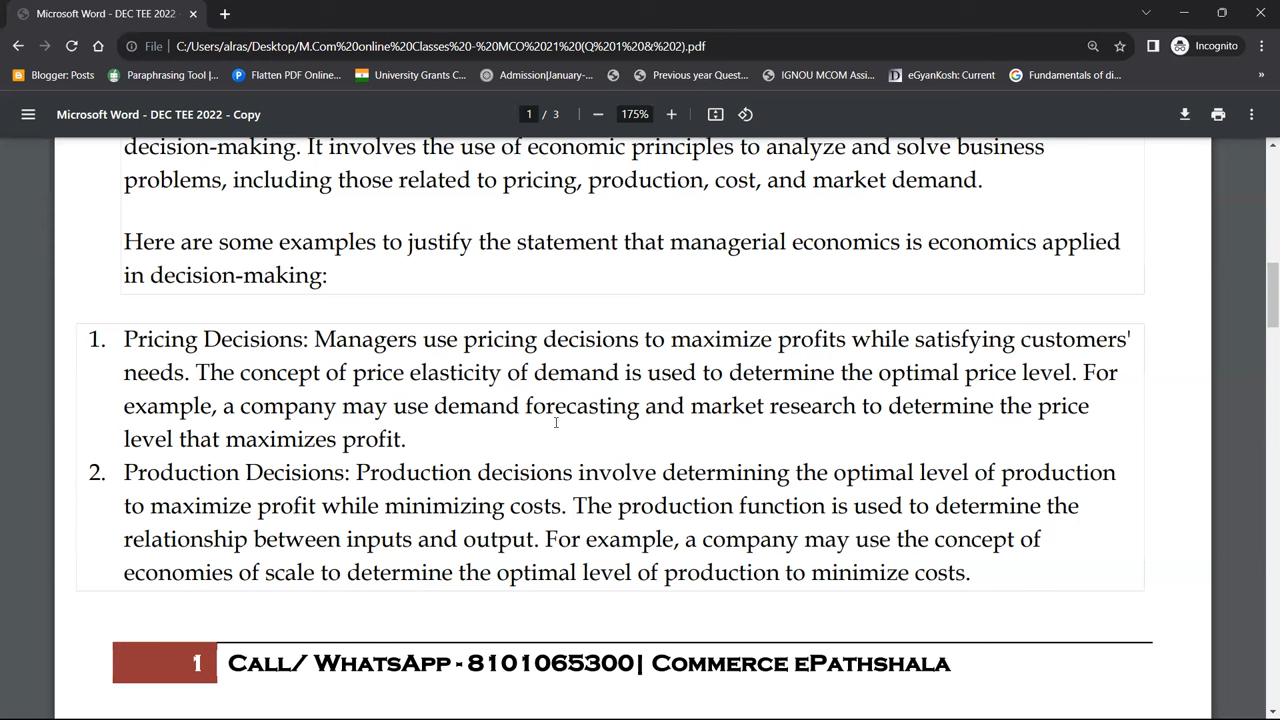 Microsoft Word - DEC TEE 2022 -
Incognito
File C:/Users/alras/Desktop/M.Com%20online%20Classes%20-%20MCO%2021%20(Q%201%20&%202).pdf
Blogger: Posts Paraphrasing Tool |... Flatten PDF Online... University Grants C... Admission|January-... Previous year Quest... IGNOU MCOM Assi... eGyanKosh: Current Fundamentals of di... »
Microsoft Word - DEC TEE 2022 - Copy 1 / 3 175%
decision-making. It involves the use of economic principles to analyze and solve business
problems, including those related to pricing, production, cost, and market demand.
Here are some examples to justify the statement that managerial economics is economics applied
in decision-making:
1. Pricing Decisions: Managers use pricing decisions to maximize profits while satisfying customers'
needs. The concept of price elasticity of demand is used to determine the optimal price level. For
example, a company may use demand forecasting and market research to determine the price
level that maximizes profit.
2. Production Decisions: Production decisions involve determining the optimal level of production
to maximize profit while minimizing costs. The production function is used to determine the
relationship between inputs and output. For example, a company may use the concept of
economies of scale to determine the optimal level of production to minimize costs.
1 Call/ WhatsApp - 8101065300| Commerce ePathshala